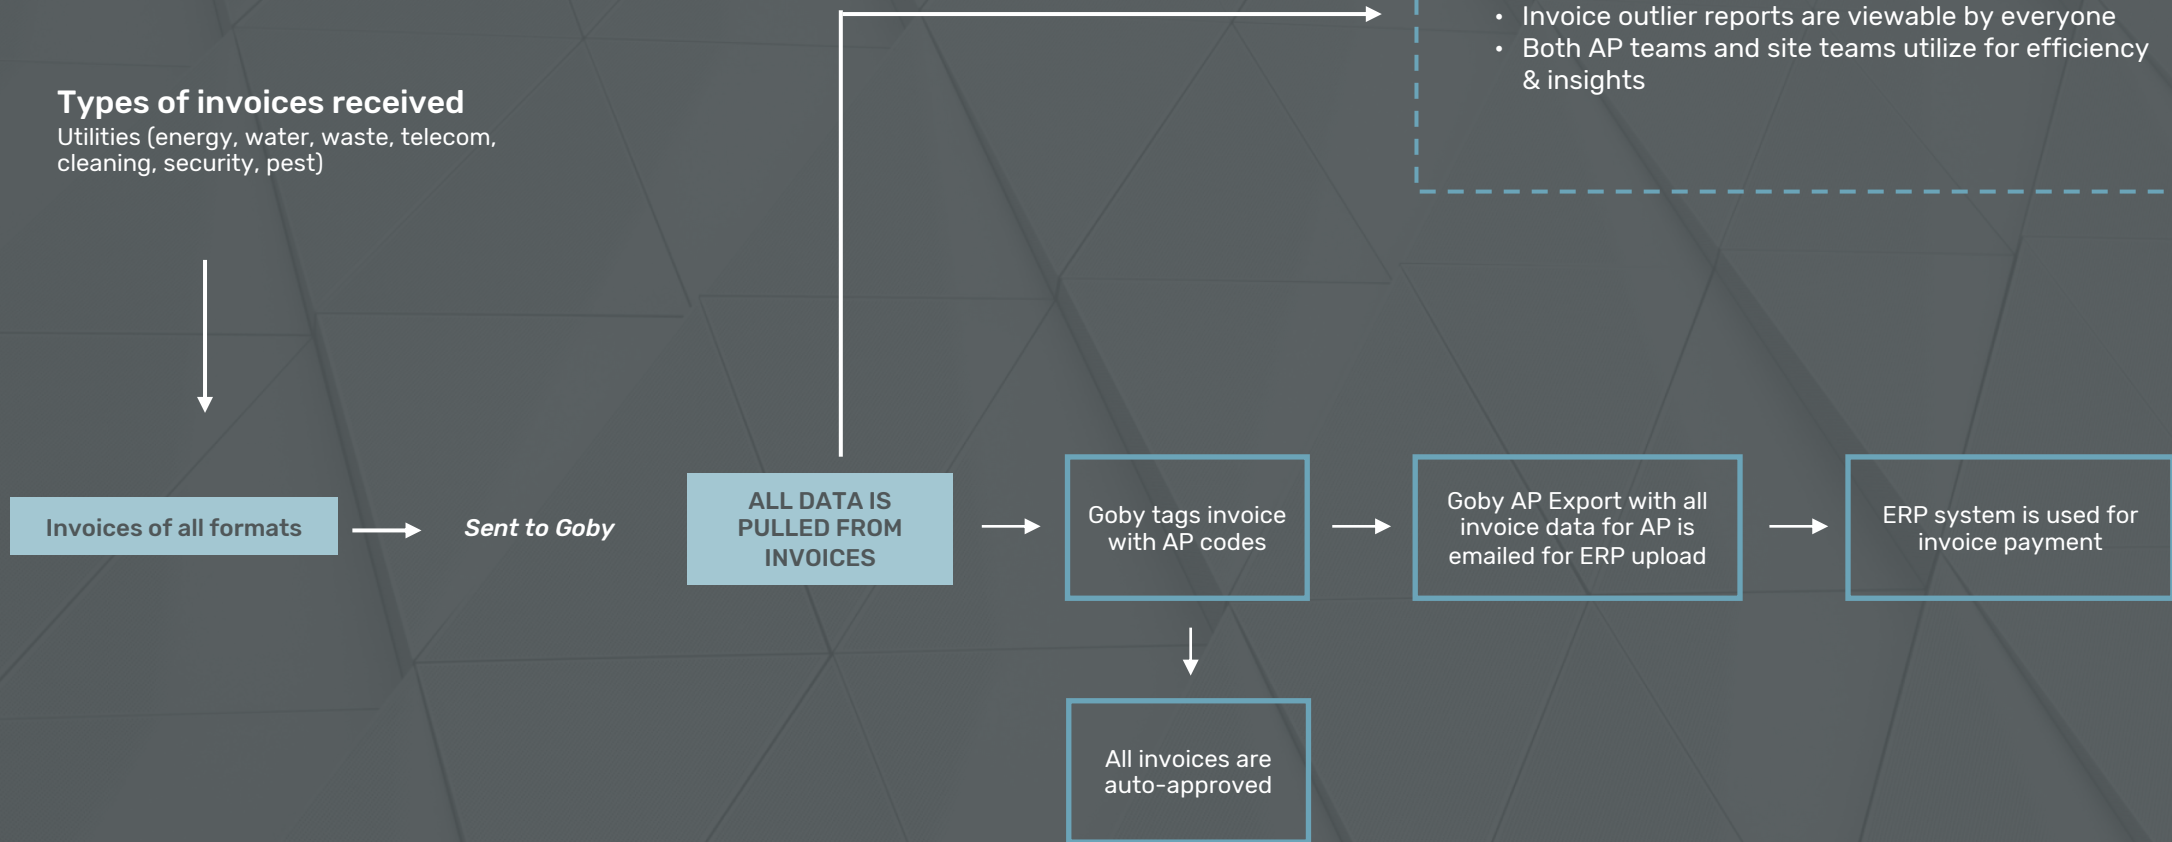 • Invoice outlier reports are viewable by everyone
• Both AP teams and site teams utilize for efficiency
& insights
Types of invoices received
Utilities (energy, water, waste, telecom,
cleaning, security, pest)
Invoices of all formats
Sent to Goby
ALL DATA IS
PULLED FROM
INVOICES
Goby tags invoice
with AP codes
Goby AP Export with all
invoice data for AP is
emailed for ERP upload
ERP system is used for
invoice payment
All invoices are
auto-approved